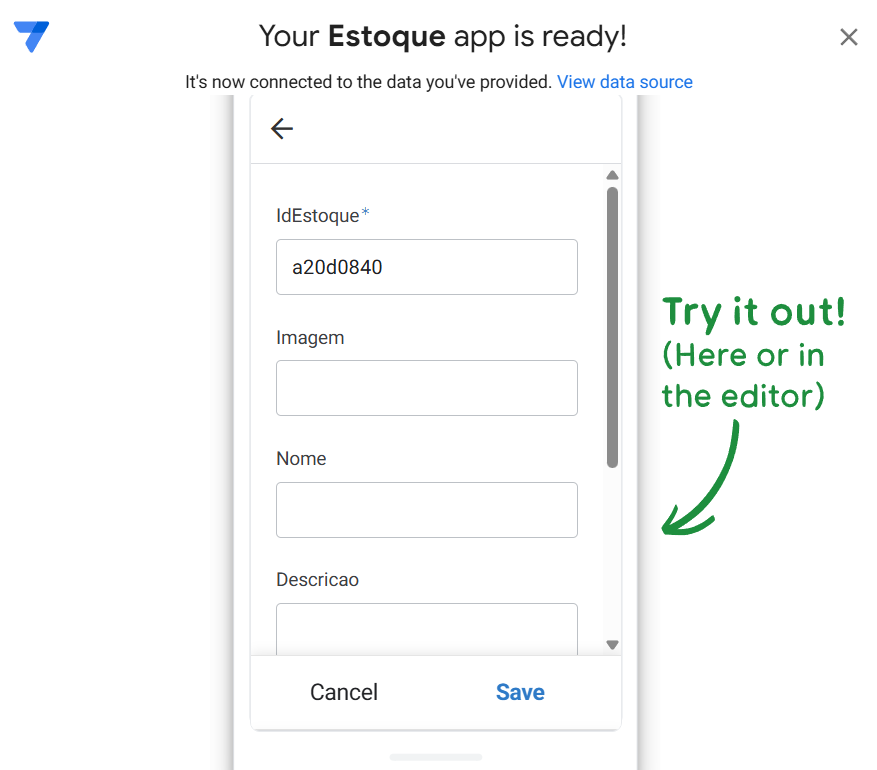 Your Estoque app is ready!
It's now connected to the data you've provided. View data source
IdEstoque*
a20d0840
Imagem
Nome
Descricao
Cancel
Save
Try it out!
(Here or in
the editor)